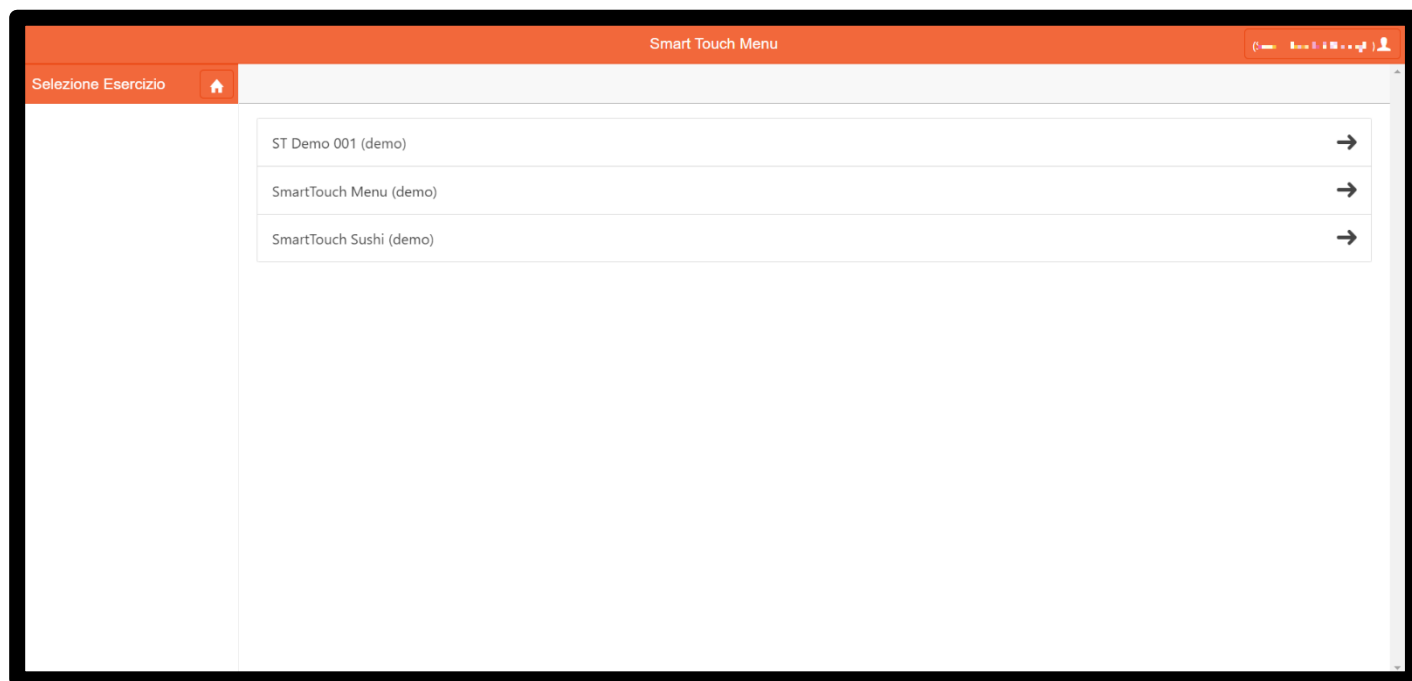 Smart Touch Menu
Selezione Esercizio
ST Demo 001 (demo)
SmartTouch Menu (demo)
SmartTouch Sushi (demo)